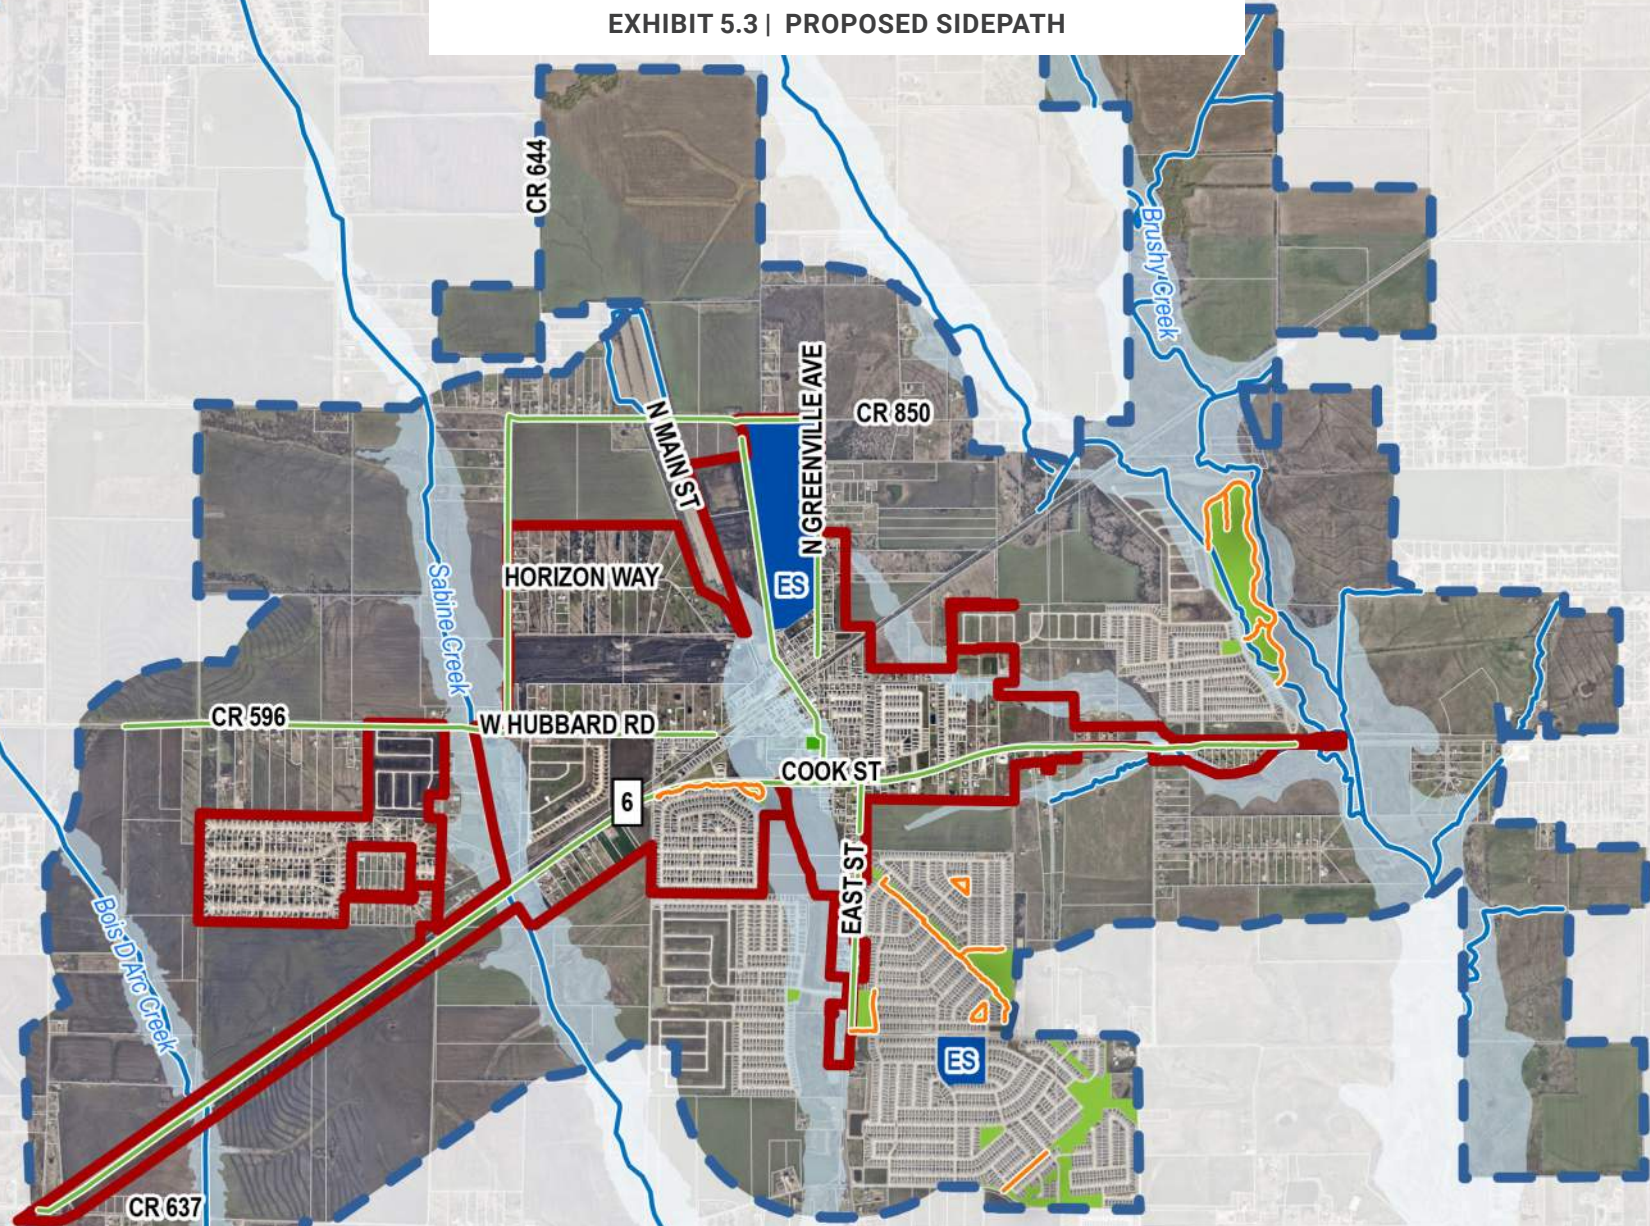 EXHIBIT 5.3 | PROPOSED SIDEPATH
CR 644
Brushy Creek
N GREENVILLE AVE
CR 850
N MAIN ST
HORIZON WAY
ES
Sabine Creek
CR 596
W HUBBARD RD
COOK ST
6
EAST ST
Bois D'Arc Creek
ES
CR 637